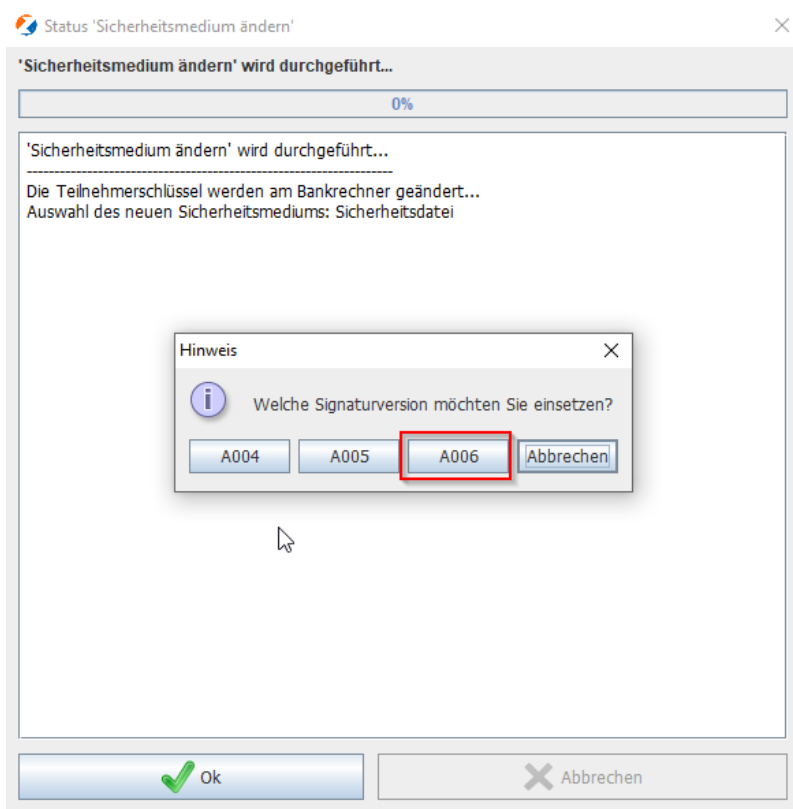 Status 'Sicherheitsmedium ändern'
'Sicherheitsmedium ändern' wird durchgeführt...
0%
'Sicherheitsmedium ändern' wird durchgeführt...
------------------------------------------------------------------
Die Teilnehmerschlüssel werden am Bankrechner geändert...
Auswahl des neuen Sicherheitsmediums: Sicherheitsdatei
Hinweis
Welche Signaturversion möchten Sie einsetzen?
A004 A005 A006 Abbrechen
Ok Abbrechen